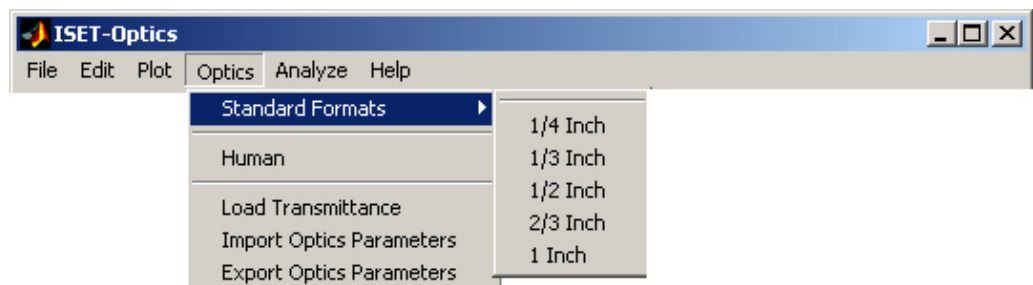 ISET-Optics
File Edit Plot Optics Analyze Help
Standard Formats
Human
Load Transmittance
Import Optics Parameters
Export Optics Parameters
1/4 Inch
1/3 Inch
1/2 Inch
2/3 Inch
1 Inch